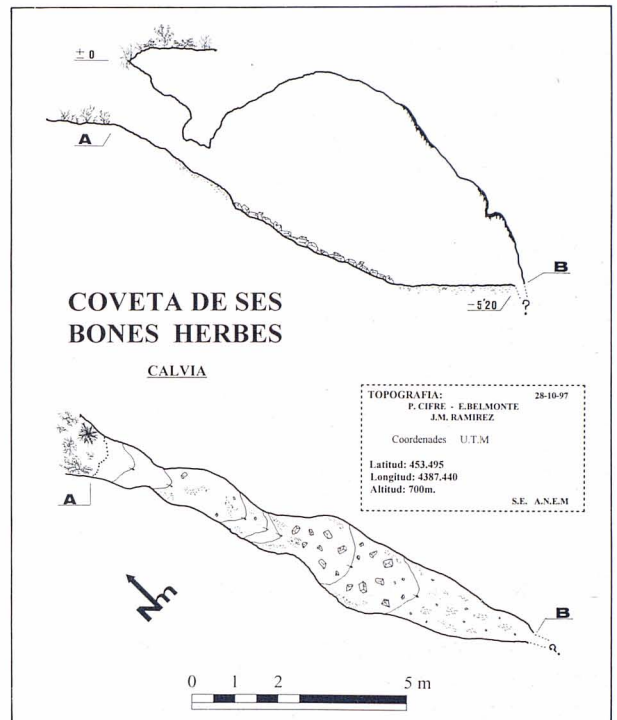 ± 0
A
B
-5'20
?
COVETA DE SES
BONES HERBES
CALVIA
TOPOGRAFIA: 28-10-97
P. CIFRE - E.BELMONTE
J.M. RAMIREZ
Coordenades U.T.M
Latitud: 453.495
Longitud: 4387.440
Altitud: 700m.
S.E. A.N.E.M
A
B
?
Nm
0 1 2 5 m